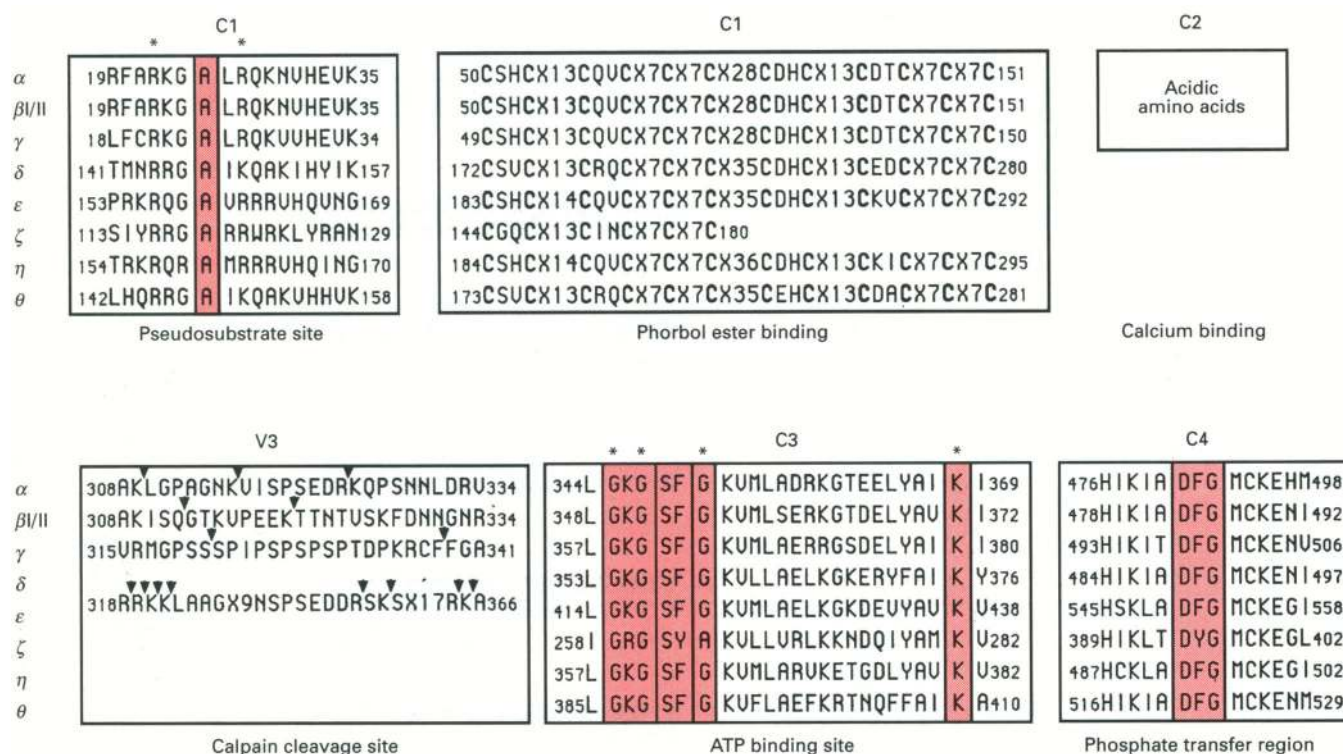 C1
* *
α 19RFARKG A LRQKNVHEVK35
βI/II 19RFARKG A LRQKNVHEVK35
γ 18LFCRKG A LRQKVVHEVK34
δ 141TMNRRG A IKQAKIHYIK157
ε 153PRKRQG A VRRRVHQVNG169
ζ 113SIYRRG A RRWRKLYRAN129
η 154TRKRQR A MRRRVHQING170
θ 142LHQRRG A IKQAKVHHVK158
Pseudosubstrate site
C1
50CSHCX13CQVCX7CX7CX28CDHCX13CDTCX7CX7C151
50CSHCX13CQVCX7CX7CX28CDHCX13CDTCX7CX7C151
49CSHCX13CQVCX7CX7CX28CDHCX13CDTCX7CX7C150
172CSVCX13CRQCX7CX7CX35CDHCX13CEDCX7CX7C280
183CSHCX14CQVCX7CX7CX35CDHCX13CKVCX7CX7C292
144CGQCX13CINCX7CX7C180
184CSHCX14CQVCX7CX7CX36CDHCX13CKICX7CX7C295
173CSVCX13CRQCX7CX7CX35CEHCX13CDACX7CX7C281
Phorbol ester binding
C2
Acidic
amino acids
Calcium binding
V3
α 308AKLGPAGNKVISPSEDRKQPSNNLDRV334
βI/II 308AKISQGTKVPEEKTTNTVSKFDNNGNR334
γ 315VRMGPSSSPIPSPSPSPTDPKRCFFGA341
δ
318RRKKLAAGX9NSPSEDDRSKSX17RKA366
ε
ζ
η
θ
Calpain cleavage site
C3
* * * *
344L GKG SF G KVMLADRKGTEELYAI K I369
348L GKG SF G KVMLSERKGTDELYAV K I372
357L GKG SF G KVMLAERRGSDELYAI K I380
353L GKG SF G KVLLAELKGKERYFAI K Y376
414L GKG SF G KVMLAELKGKDEVYAV K V438
258I GRG SY A KVLLVRLKKNDQIYAM K V282
357L GKG SF G KVMLARVKETGDLYAV K V382
385L GKG SF G KVFLAEFKRTNQFFAI K A410
ATP binding site
C4
476HIKIA DFG MCKEHM498
478HIKIA DFG MCKENI492
493HIKIT DFG MCKENV506
484HIKIA DFG MCKENI497
545HSKLA DFG MCKEGI558
389HIKLT DYG MCKEGL402
487HCKLA DFG MCKEGI502
516HIKIA DFG MCKENM529
Phosphate transfer region